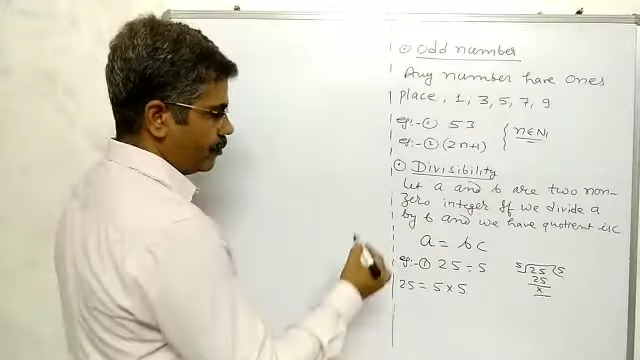 • Odd number
Any number have ones
place, 1, 3, 5, 7, 9
eg:-① 53
eg:-② (2n+1) { n∈N
• Divisibility
Let a and b are two non-
zero integer If we divide a
by b and we have quotient is c
a = bc
eg:-① 25 ÷ 5
5 25 5
25
x
25 = 5 x 5